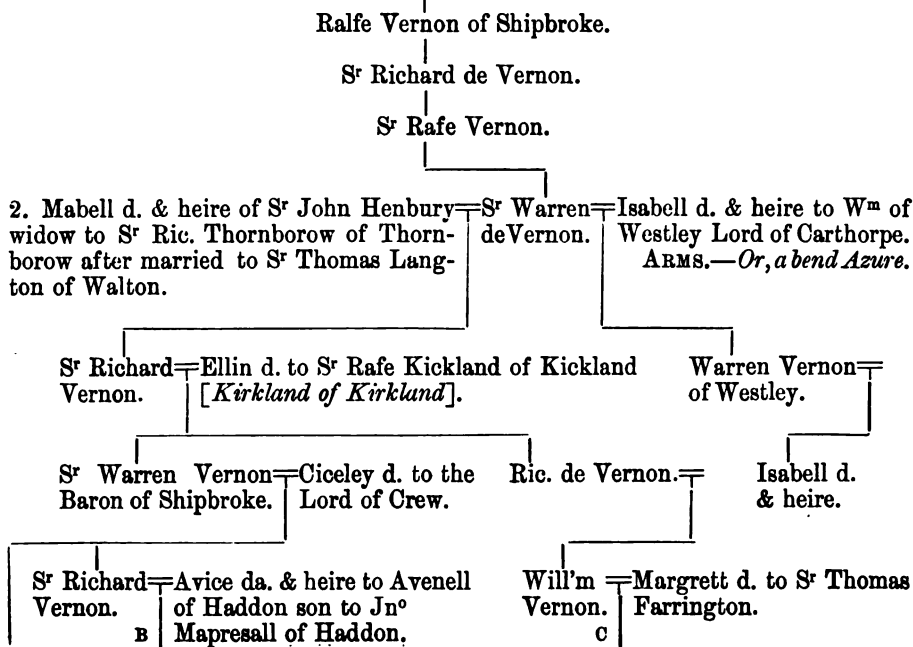 Ralfe Vernon of Shipbroke.
Sʳ Richard de Vernon.
Sʳ Rafe Vernon.
2. Mabell d. & heire of Sʳ John Henbury
widow to Sʳ Ric. Thornborow of Thorn-
borow after married to Sʳ Thomas Lang-
ton of Walton.
Sʳ Warren
deVernon.
Isabell d. & heire to Wᵐ of
Westley Lord of Carthorpe.
ARMS.—Or, a bend Azure.
Sʳ Richard
Vernon.
Ellin d. to Sʳ Rafe Kickland of Kickland
[Kirkland of Kirkland].
Warren Vernon
of Westley.
Sʳ Warren Vernon
Baron of Shipbroke.
Ciceley d. to the
Lord of Crew.
Ric. de Vernon.
Isabell d.
& heire.
Sʳ Richard
Vernon.
B
Avice da. & heire to Avenell
of Haddon son to Jnᵒ
Mapresall of Haddon.
Will'm
Vernon.
C
Margrett d. to Sʳ Thomas
Farrington.